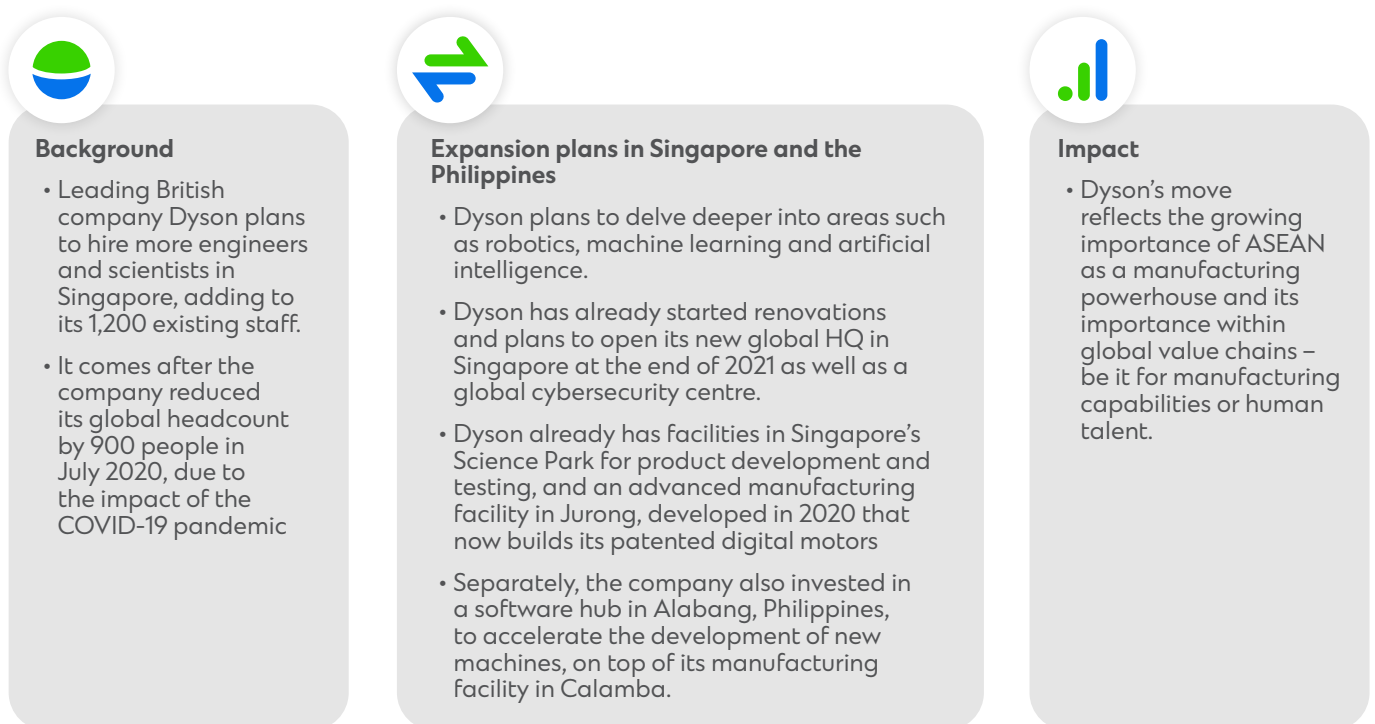 Background
• Leading British
company Dyson plans
to hire more engineers
and scientists in
Singapore, adding to
its 1,200 existing staff.
• It comes after the
company reduced
its global headcount
by 900 people in
July 2020, due to
the impact of the
COVID-19 pandemic
Expansion plans in Singapore and the
Philippines
• Dyson plans to delve deeper into areas such
as robotics, machine learning and artificial
intelligence.
• Dyson has already started renovations
and plans to open its new global HQ in
Singapore at the end of 2021 as well as a
global cybersecurity centre.
• Dyson already has facilities in Singapore’s
Science Park for product development and
testing, and an advanced manufacturing
facility in Jurong, developed in 2020 that
now builds its patented digital motors
• Separately, the company also invested in
a software hub in Alabang, Philippines,
to accelerate the development of new
machines, on top of its manufacturing
facility in Calamba.
Impact
• Dyson’s move
reflects the growing
importance of ASEAN
as a manufacturing
powerhouse and its
importance within
global value chains –
be it for manufacturing
capabilities or human
talent.